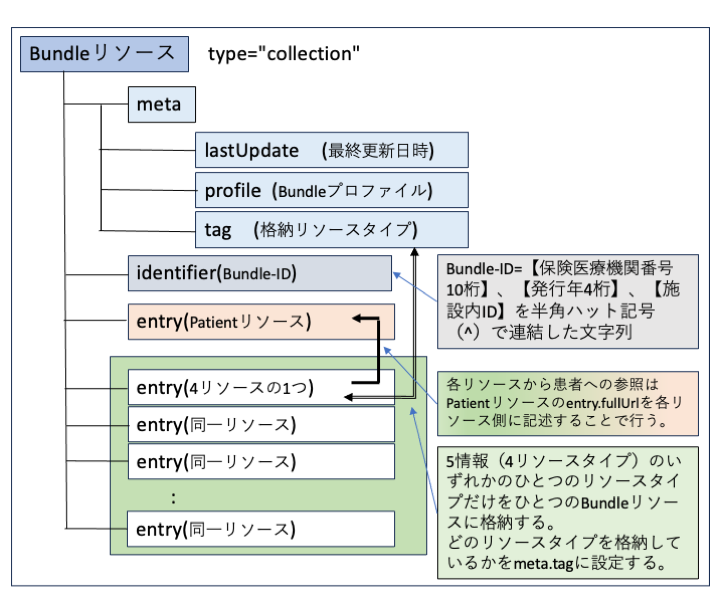 Bundleリソース type="collection"
meta
lastUpdate (最終更新日時)
profile (Bundleプロファイル)
tag (格納リソースタイプ)
identifier(Bundle-ID)
Bundle-ID=【保険医療機関番号
10桁】、【発行年4桁】、【施
設内ID】を半角ハット記号
(^)で連結した文字列
entry(Patientリソース)
entry(4リソースの1つ)
entry(同一リソース)
entry(同一リソース)
:
entry(同一リソース)
各リソースから患者への参照は
Patientリソースのentry.fullUrlを各リ
ソース側に記述することで行う。
5情報(4リソースタイプ)のい
ずれかのひとつのリソースタイ
プだけをひとつのBundleリソー
スに格納する。
どのリソースタイプを格納して
いるかをmeta.tagに設定する。